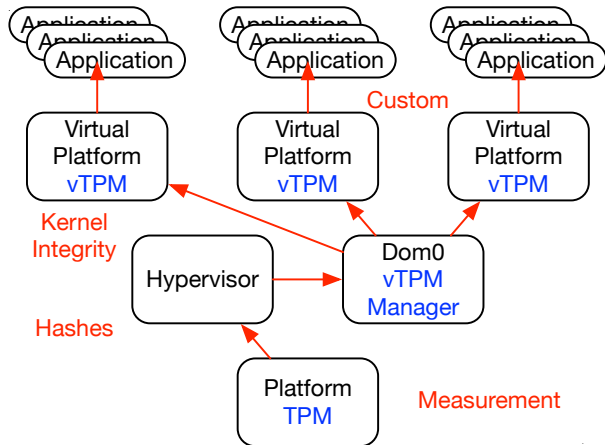 Application
Application
Application
Application
Application
Application
Application
Application
Application
Custom
Virtual
Platform
vTPM
Virtual
Platform
vTPM
Virtual
Platform
vTPM
Kernel
Integrity
Hypervisor
Dom0
vTPM
Manager
Hashes
Platform
TPM
Measurement